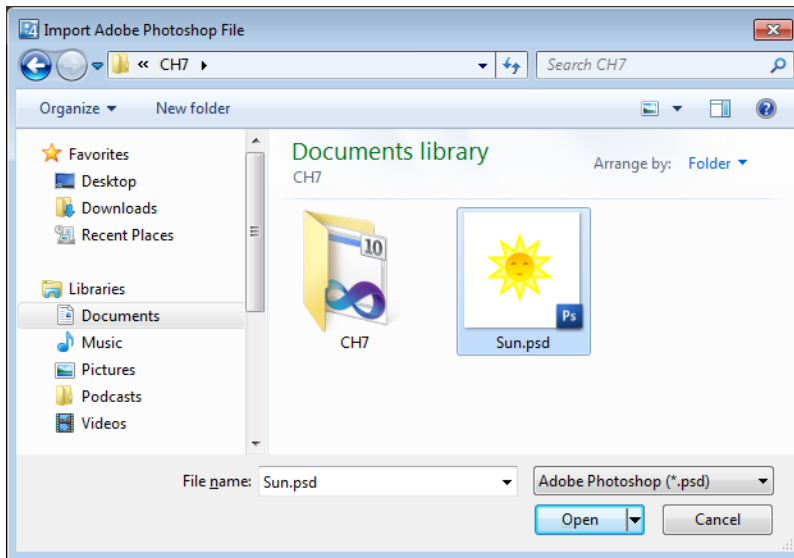 Import Adobe Photoshop File
« CH7
Search CH7
Organize
New folder
Favorites
Desktop
Downloads
Recent Places
Libraries
Documents
Music
Pictures
Podcasts
Videos
Documents library
CH7
Arrange by: Folder
10
CH7
Ps
Sun.psd
File name: Sun.psd
Adobe Photoshop (*.psd)
Open
Cancel